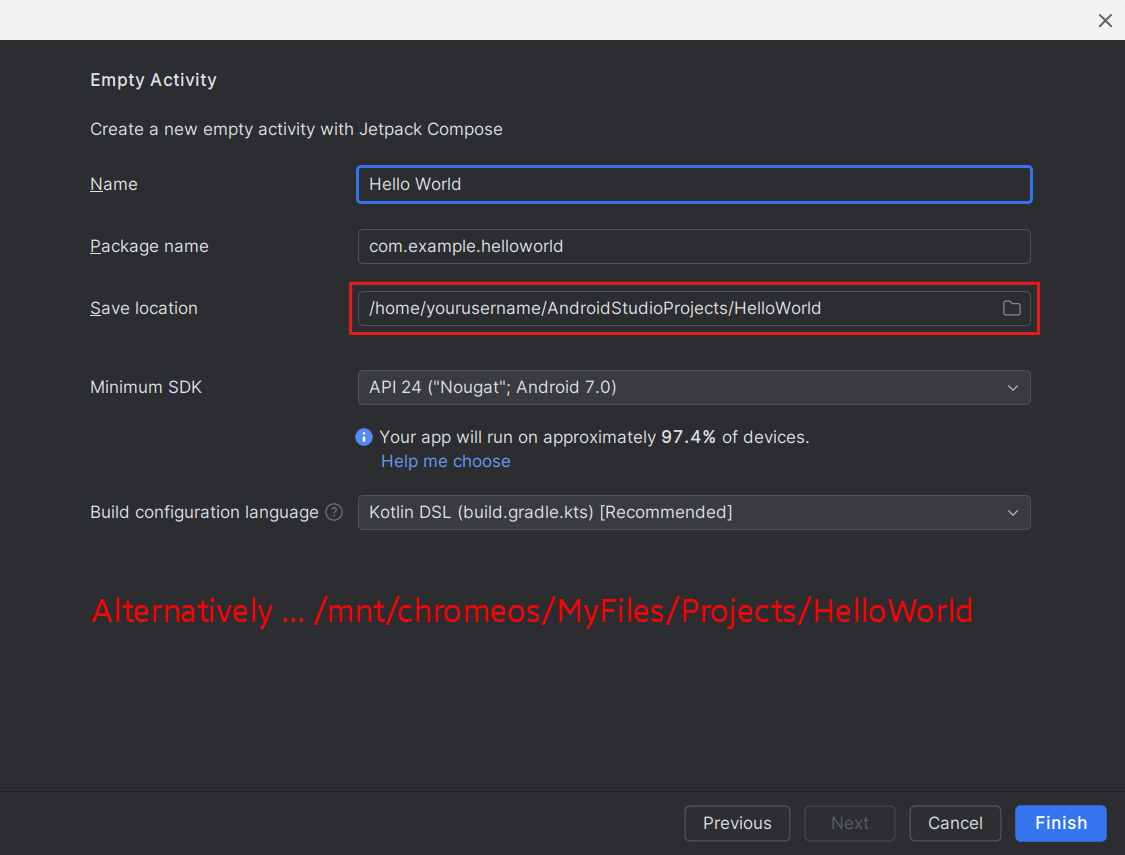 Empty Activity
Create a new empty activity with Jetpack Compose
Name Hello World
Package name com.example.helloworld
Save location /home/yourusername/AndroidStudioProjects/HelloWorld
Minimum SDK API 24 ("Nougat"; Android 7.0)
Your app will run on approximately 97.4% of devices.
Help me choose
Build configuration language ? Kotlin DSL (build.gradle.kts) [Recommended]
Alternatively ... /mnt/chromeos/MyFiles/Projects/HelloWorld
Previous Next Cancel Finish